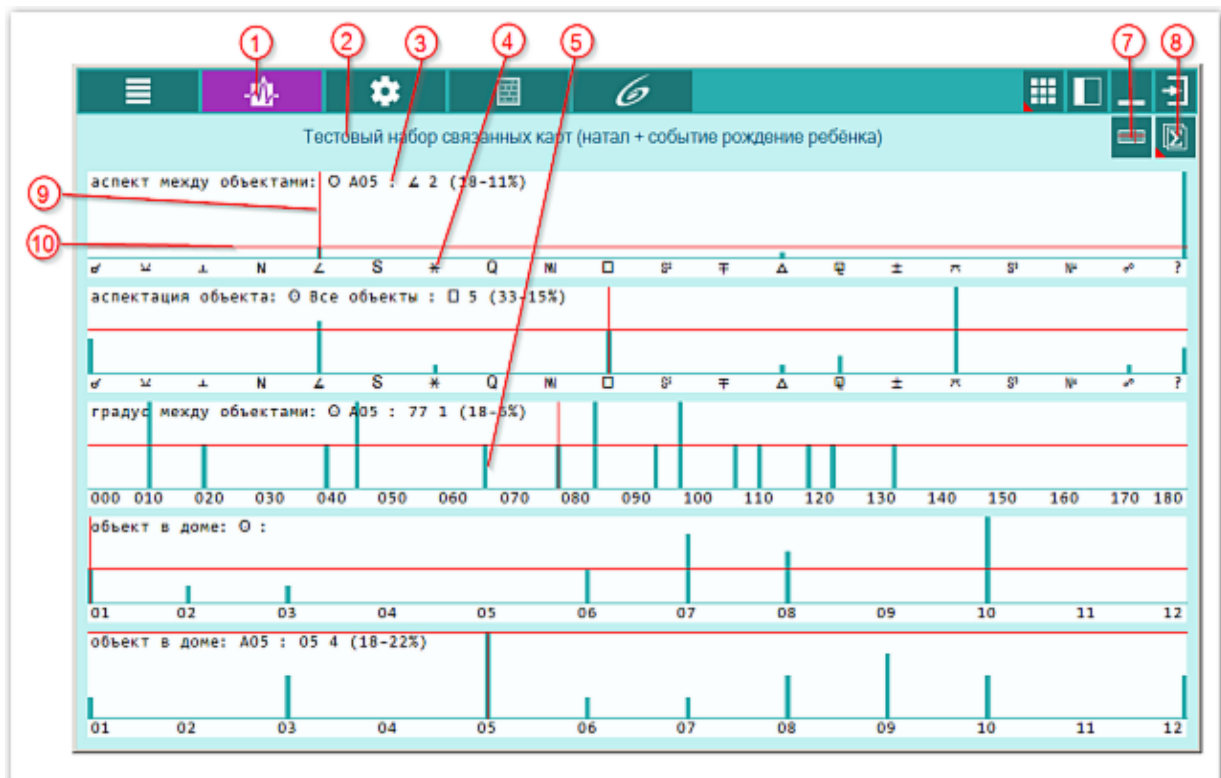 1 2 3 4 5 7 8
Тестовый набор связанных карт (натал + событие рождение ребёнка)
9
аспект между объектами: ☉ A05 : ∠ 2 (18-11%)
10
N ∠ S ⚹ Q □ △ ?
аспектация объекта: ☉ Все объекты : □ 5 (33-15%)
N ∠ S ⚹ Q □ △ ?
градус между объектами: ☉ A05 : 77 1 (18-5%)
000 010 020 030 040 050 060 070 080 090 100 110 120 130 140 150 160 170 180
объект в доме: ☉ :
01 02 03 04 05 06 07 08 09 10 11 12
объект в доме: A05 : 05 4 (18-22%)
01 02 03 04 05 06 07 08 09 10 11 12